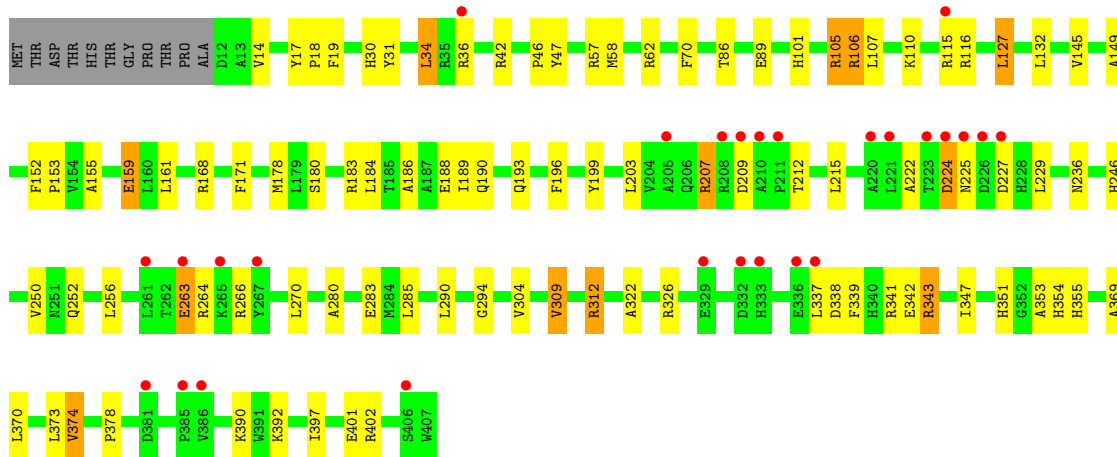 MET THR ASP THR HIS THR GLY PRO THR PRO ALA D12 A13 V14 Y17 P18 F19 H30 Y31 L34 R35 R36 R42 P46 Y47 R57 M58 R62 F70 T86 E89 H101 R105 R106 L107 K110 R115 R116 L127 L132 V145 A149
F152 P153 V154 A155 E159 L160 L161 R168 F171 M178 L179 S180 R183 L184 T185 A186 A187 E188 I189 Q190 Q193 F196 Y199 L203 V204 A205 Q206 R207 R208 D209 A210 P211 T212 L215 A220 L221 A222 T223 D224 N225 D226 D227 H228 L229 N236 H246
V250 N251 Q252 L256 L261 T262 E263 R264 K265 R266 Y267 L270 A280 E283 M284 L285 L290 G294 V304 V309 R312 A322 R326 E329 D332 H333 E336 L337 D338 F339 H340 R341 E342 R343 I347 H351 G352 A353 H354 H355 A369
L370 L373 V374 P378 D381 P385 V386 K390 W391 K392 I397 E401 R402 S406 W407